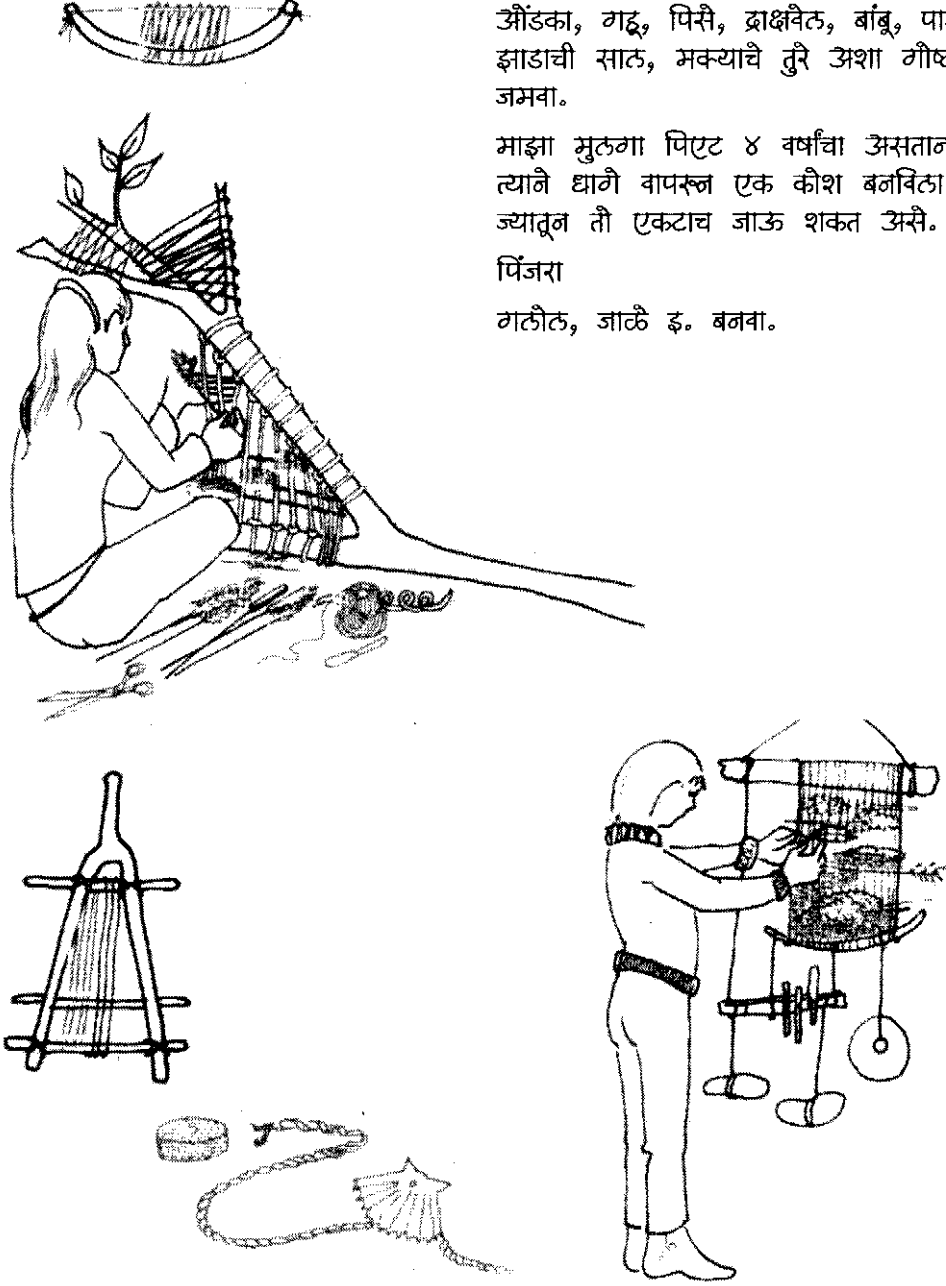 ओंडका, गहू, पिसे, द्राक्षवेल, बांबू,
झाडाची साल, मक्याचे तुरे अशा
जमवा.
माझा मुलगा पिएट ४ वर्षांचा
त्याने धागे वापरून एक कोश बनविला
ज्यातून तो एकटाच जाऊ शकत असे.
पिंजरा
गलोल, जाळे इ. बनवा.